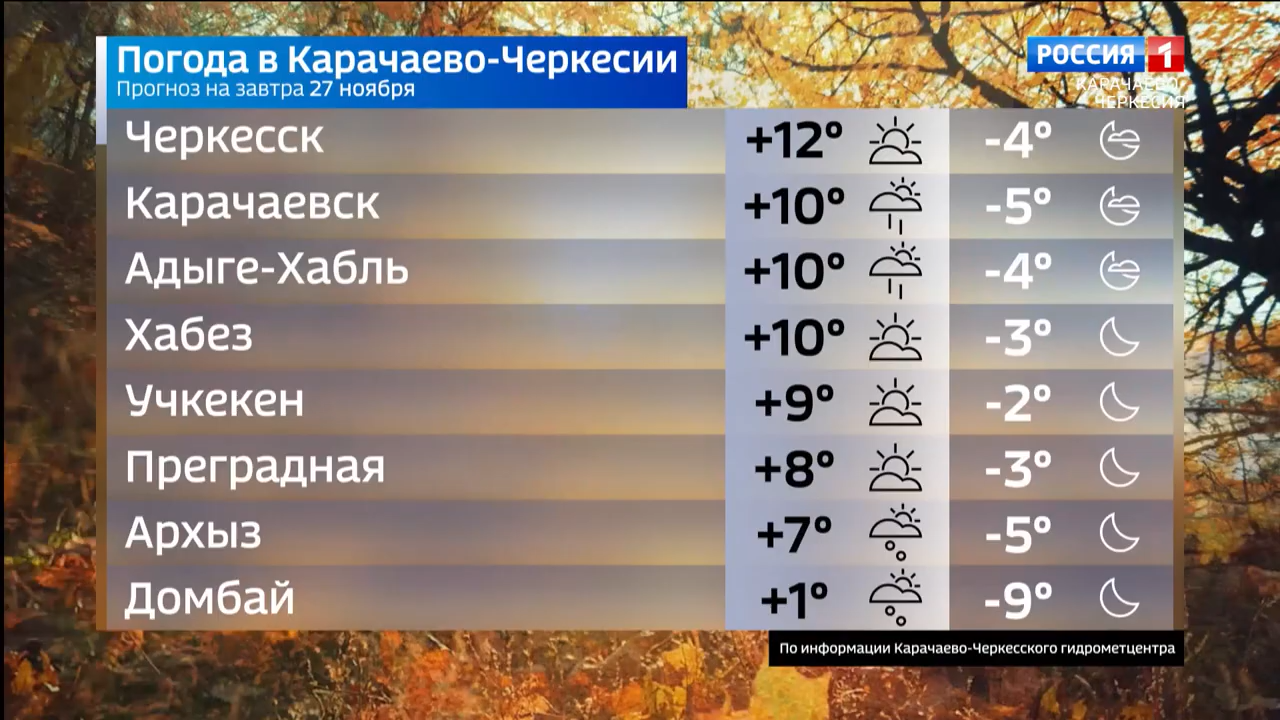 Погода в Карачаево-Черкесии
Прогноз на завтра 27 ноября
РОССИЯ 1
КАРАЧАЕВО-
ЧЕРКЕСИЯ
Черкесск +12° -4°
Карачаевск +10° -5°
Адыге-Хабль +10° -4°
Хабез +10° -3°
Учкекен +9° -2°
Преградная +8° -3°
Архыз +7° -5°
Домбай +1° -9°
По информации Карачаево-Черкесского гидрометцентра